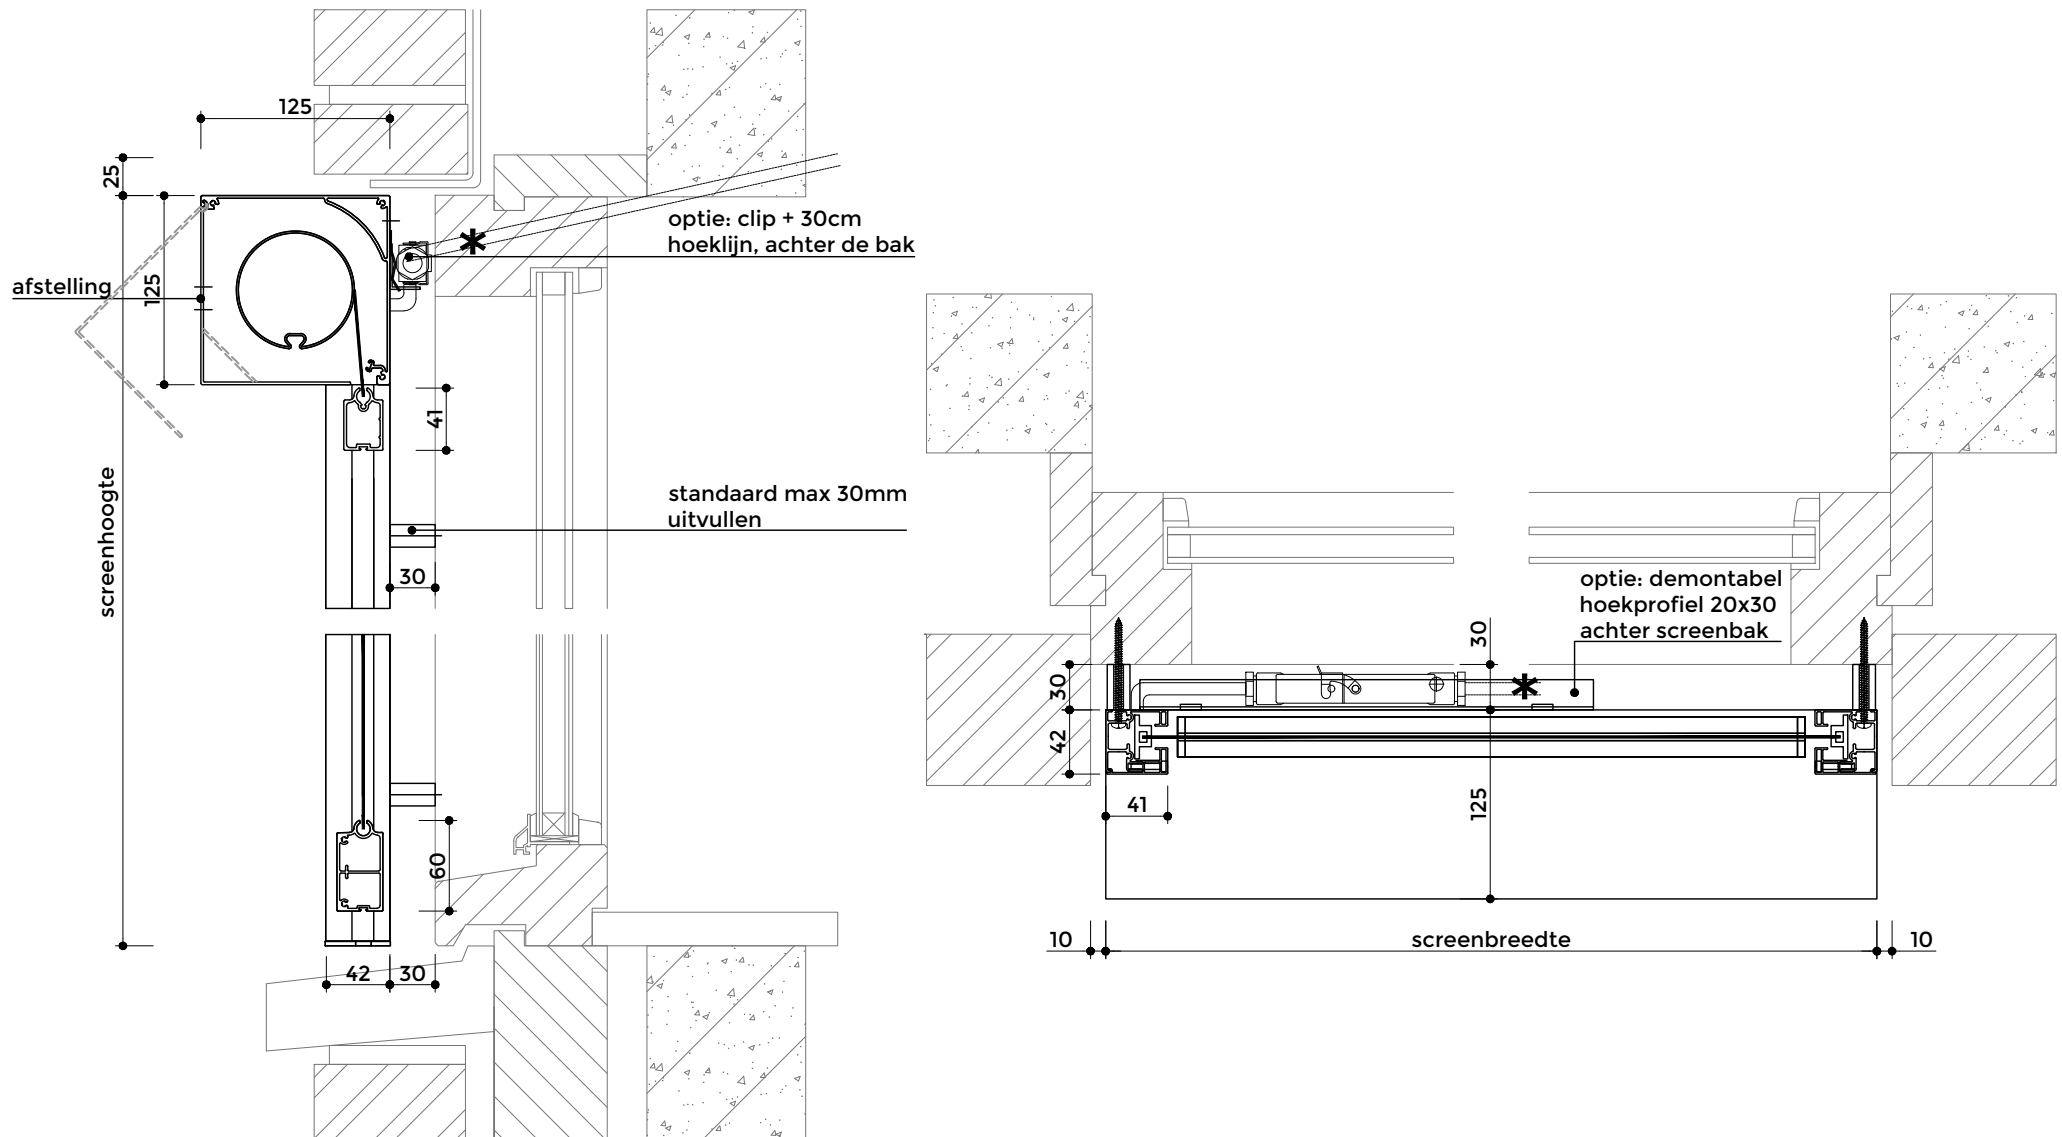 125
25
125
afstelling
optie: clip + 30cm
hoeklijn, achter de bak
41
screenhoogte
standaard max 30mm
uitvullen
30
60
42
30
optie: demontabel
hoekprofiel 20x30
achter screenbak
30
30
42
41
125
10
screenbreedte
10